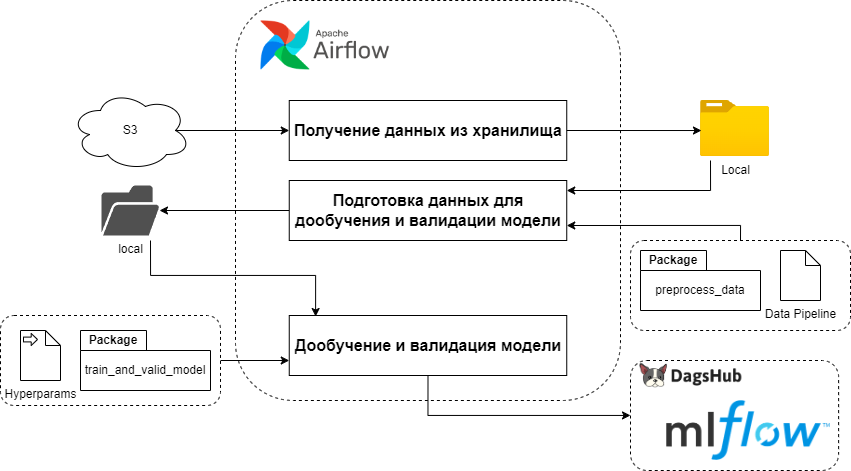 Apache
Airflow
S3
Получение данных из хранилища
Local
Подготовка данных для
дообучения и валидации модели
local
Package
preprocess_data
Data Pipeline
Package
train_and_valid_model
Hyperparams
Дообучение и валидация модели
DagsHub
mlflow™